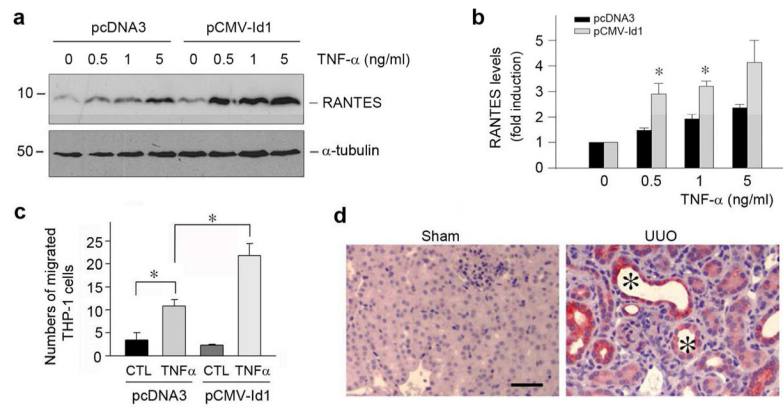 a
pcDNA3 pCMV-Id1
0 0.5 1 5 0 0.5 1 5 TNF-α (ng/ml)
10 – – RANTES
50 – – α-tubulin
b
pcDNA3
pCMV-Id1
RANTES levels
(fold induction)
5
4
3
2
1
0
* *
0 0.5 1 5
TNF-α (ng/ml)
c
Numbers of migrated
THP-1 cells
25
20
15
10
5
0
*
*
CTL TNFα CTL TNFα
pcDNA3 pCMV-Id1
d
Sham UUO
*
*